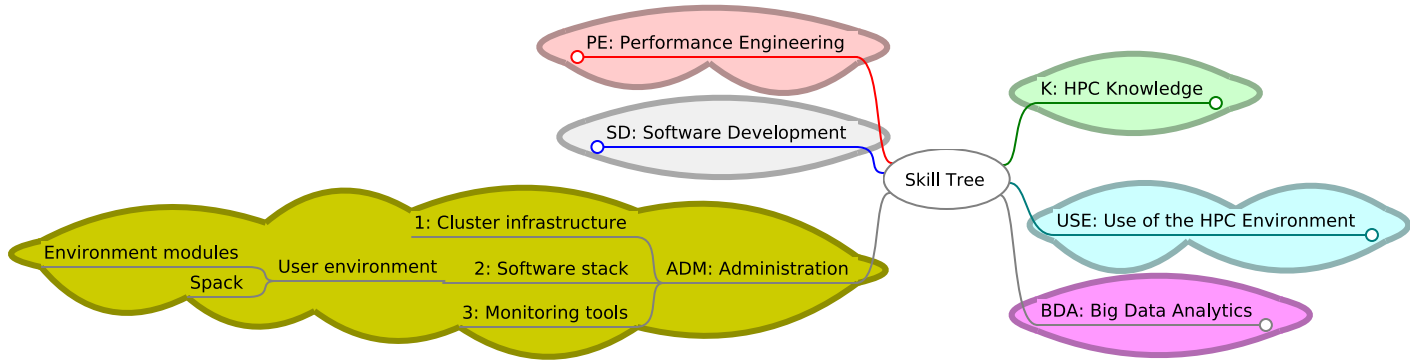 PE: Performance Engineering
K: HPC Knowledge
SD: Software Development
Skill Tree
1: Cluster infrastructure
USE: Use of the HPC Environment
Environment modules
User environment
2: Software stack
ADM: Administration
Spack
3: Monitoring tools
BDA: Big Data Analytics